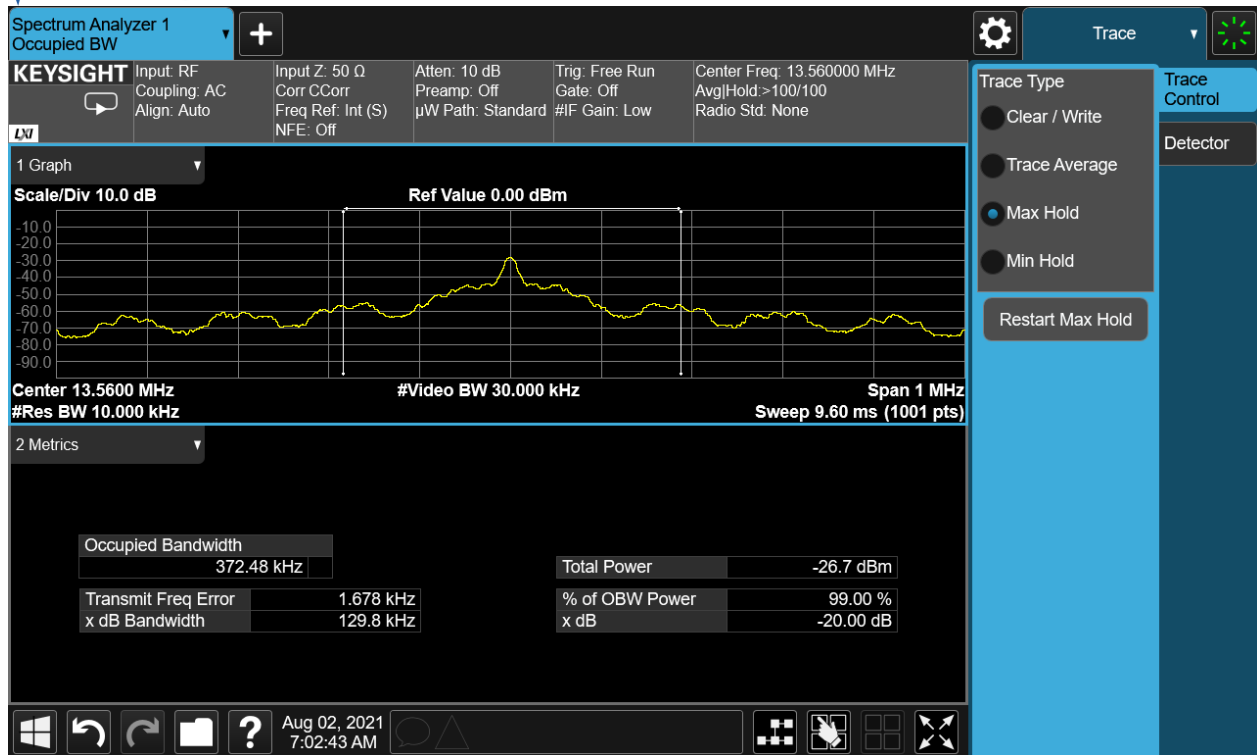 Spectrum Analyzer 1
Occupied BW
+
Trace
KEYSIGHT
LXI
Input: RF
Coupling: AC
Align: Auto
Input Z: 50 Ω
Corr CCorr
Freq Ref: Int (S)
NFE: Off
Atten: 10 dB
Preamp: Off
µW Path: Standard
Trig: Free Run
Gate: Off
#IF Gain: Low
Center Freq: 13.560000 MHz
Avg|Hold:>100/100
Radio Std: None
Trace Type
Clear / Write
Trace Average
Max Hold
Min Hold
Restart Max Hold
Trace
Control
Detector
1 Graph
Scale/Div 10.0 dB
Ref Value 0.00 dBm
-10.0
-20.0
-30.0
-40.0
-50.0
-60.0
-70.0
-80.0
-90.0
Center 13.5600 MHz
#Video BW 30.000 kHz
Span 1 MHz
#Res BW 10.000 kHz
Sweep 9.60 ms (1001 pts)
2 Metrics
Occupied Bandwidth
372.48 kHz
Transmit Freq Error 1.678 kHz
x dB Bandwidth 129.8 kHz
Total Power -26.7 dBm
% of OBW Power 99.00 %
x dB -20.00 dB
?
Aug 02, 2021
7:02:43 AM